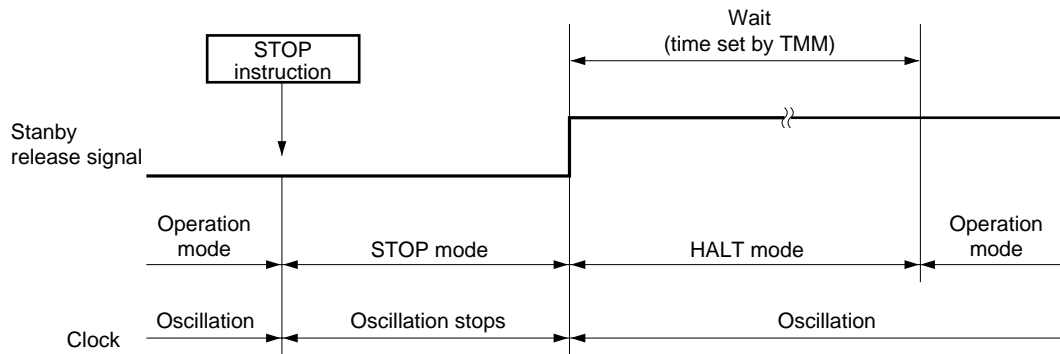 Wait
(time set by TMM)
STOP
instruction
Stanby
release signal
Operation
mode
STOP mode
HALT mode
Operation
mode
Clock
Oscillation
Oscillation stops
Oscillation